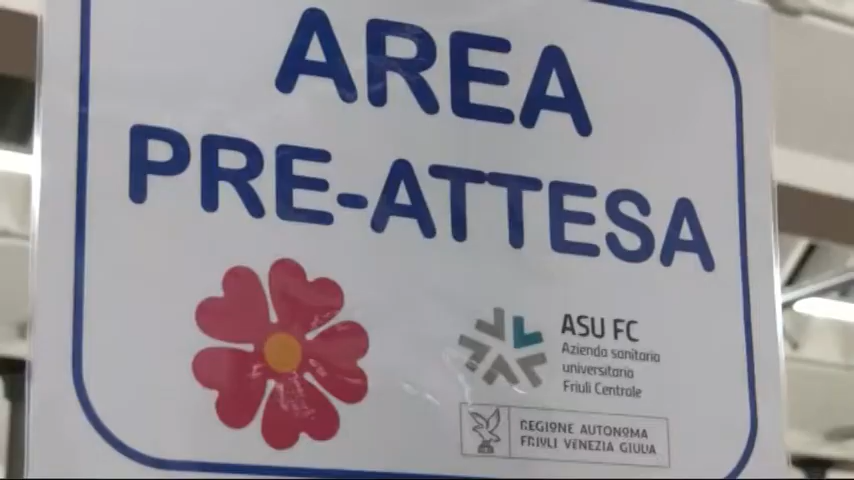 AREA
PRE-ATTESA
ASU FC
Azienda sanitaria
universitaria
Friuli Centrale
REGIONE AUTONOMA
FRIULI VENEZIA GIULIA